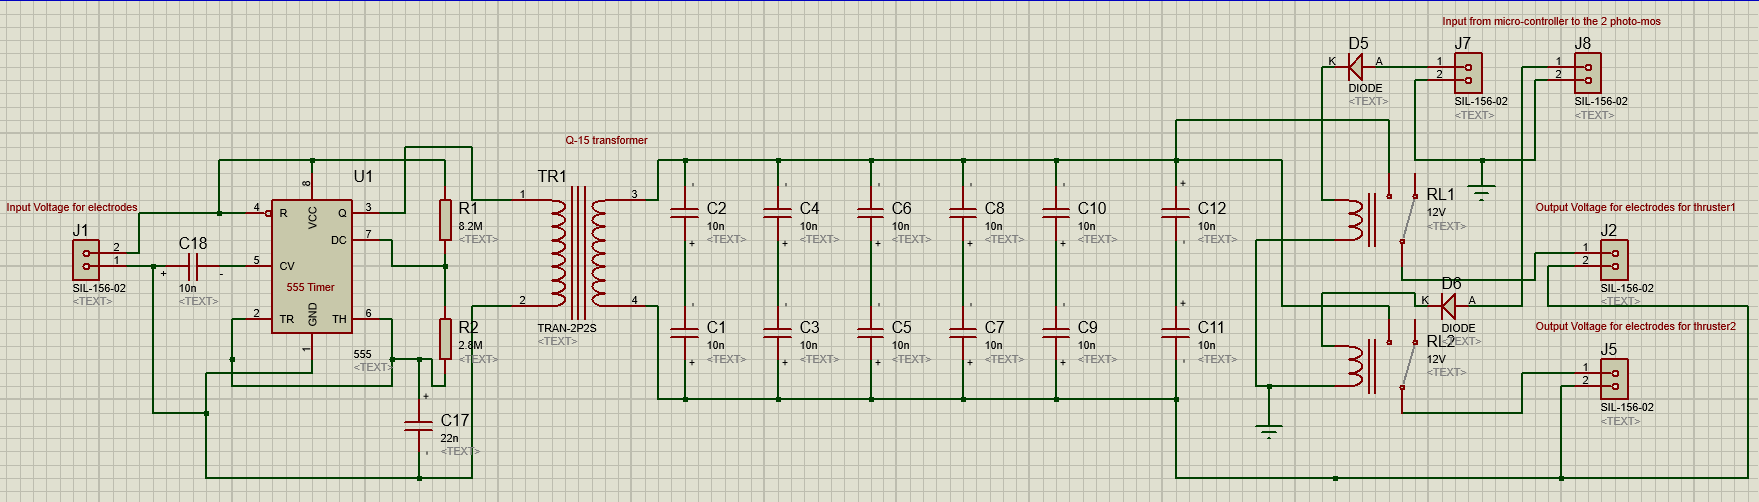 Input from micro-controller to the 2 photo-mos
D5
K
A
DIODE
<TEXT>
J7
1
2
SIL-156-02
<TEXT>
J8
1
2
SIL-156-02
<TEXT>
Q-15 transformer
Input Voltage for electrodes
J1
2
1
SIL-156-02
<TEXT>
C18
+
-
10n
<TEXT>
U1
4
R
5
CV
2
TR
8
VCC
1
GND
Q
3
DC
7
TH
6
555 Timer
555
<TEXT>
R1
8.2M
<TEXT>
R2
2.8M
<TEXT>
+
C17
22n
-
<TEXT>
TR1
1
2
3
4
TRAN-2P2S
<TEXT>
-
C2
10n
<TEXT>
+
-
C4
10n
<TEXT>
+
-
C6
10n
<TEXT>
+
-
C8
10n
<TEXT>
+
-
C10
10n
<TEXT>
+
+
C12
10n
<TEXT>
-
-
C1
10n
<TEXT>
+
-
C3
10n
<TEXT>
+
-
C5
10n
<TEXT>
+
-
C7
10n
<TEXT>
+
-
C9
10n
<TEXT>
+
+
C11
10n
<TEXT>
-
RL1
12V
<TEXT>
Output Voltage for electrodes for thruster1
J2
1
2
SIL-156-02
<TEXT>
D6
K
A
DIODE
<TEXT>
RL2
12V
<TEXT>
Output Voltage for electrodes for thruster2
J5
1
2
SIL-156-02
<TEXT>